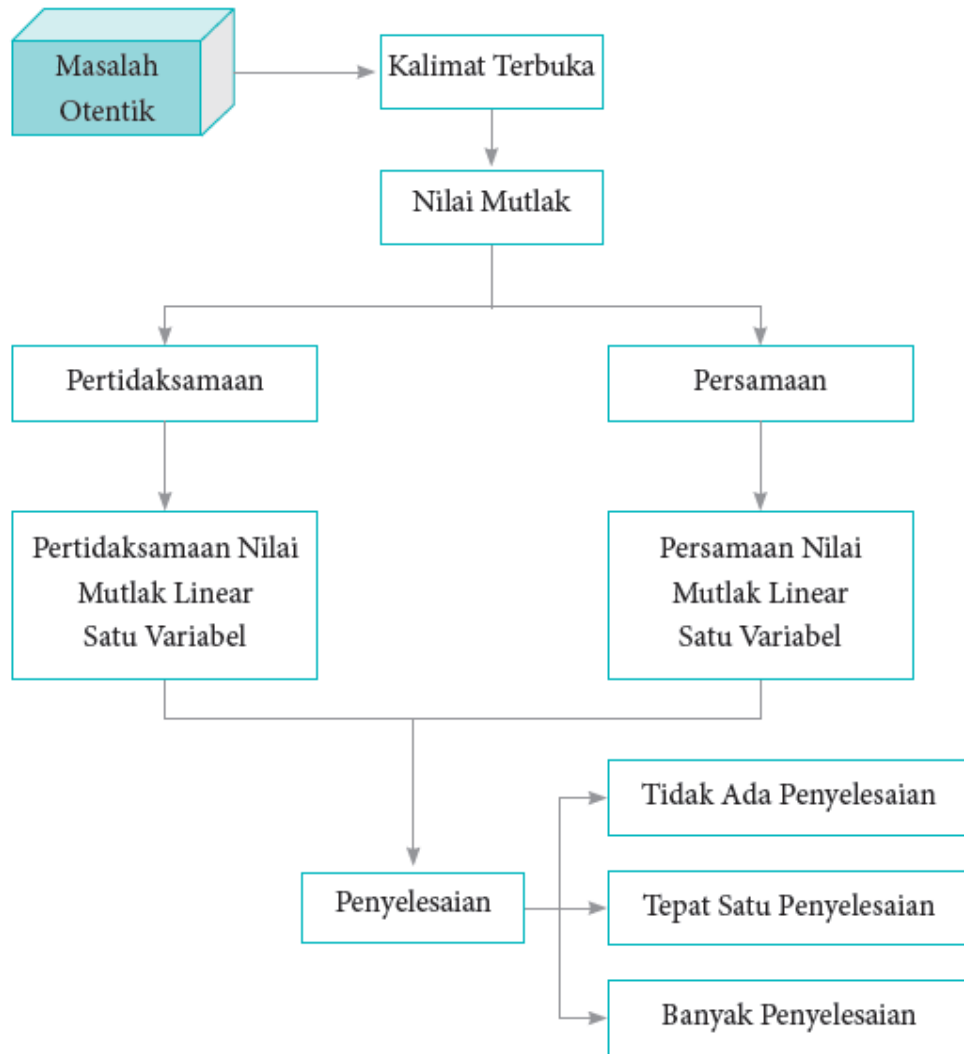 Masalah
Otentik
Kalimat Terbuka
Nilai Mutlak
Pertidaksamaan
Persamaan
Pertidaksamaan Nilai
Mutlak Linear
Satu Variabel
Persamaan Nilai
Mutlak Linear
Satu Variabel
Penyelesaian
Tidak Ada Penyelesaian
Tepat Satu Penyelesaian
Banyak Penyelesaian